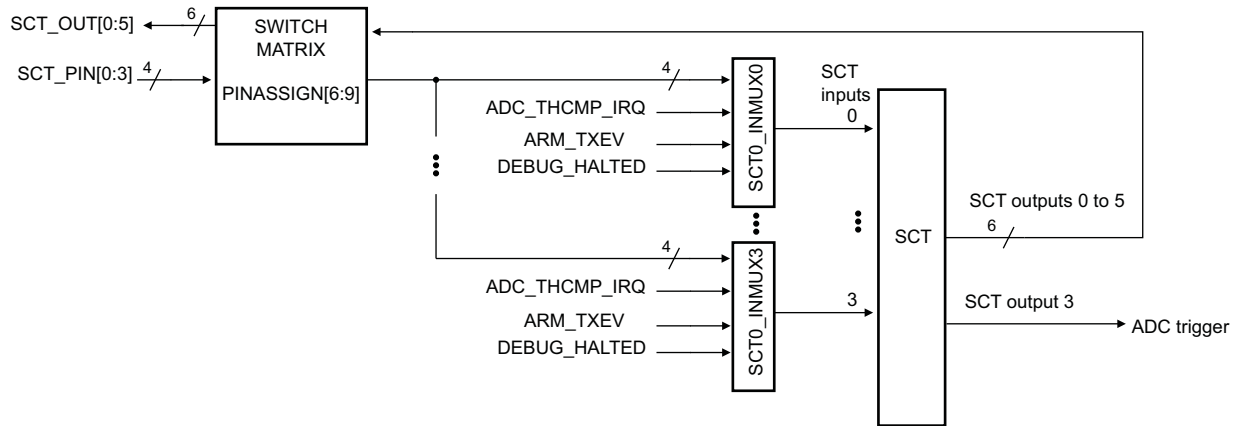 SCT_OUT[0:5]
6
SCT_PIN[0:3]
4
SWITCH
MATRIX
PINASSIGN[6:9]
4
ADC_THCMP_IRQ
ARM_TXEV
DEBUG_HALTED
SCT0_INMUX0
SCT
inputs
0
4
ADC_THCMP_IRQ
ARM_TXEV
DEBUG_HALTED
SCT0_INMUX3
3
SCT
SCT outputs 0 to 5
6
SCT output 3
ADC trigger